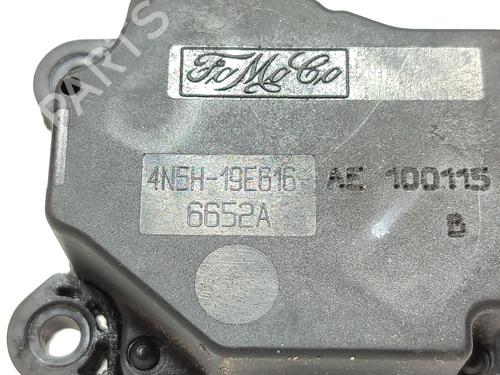 FoMoCo
4N5H-19E616- AE 100115
6652A
B
B-PARTS